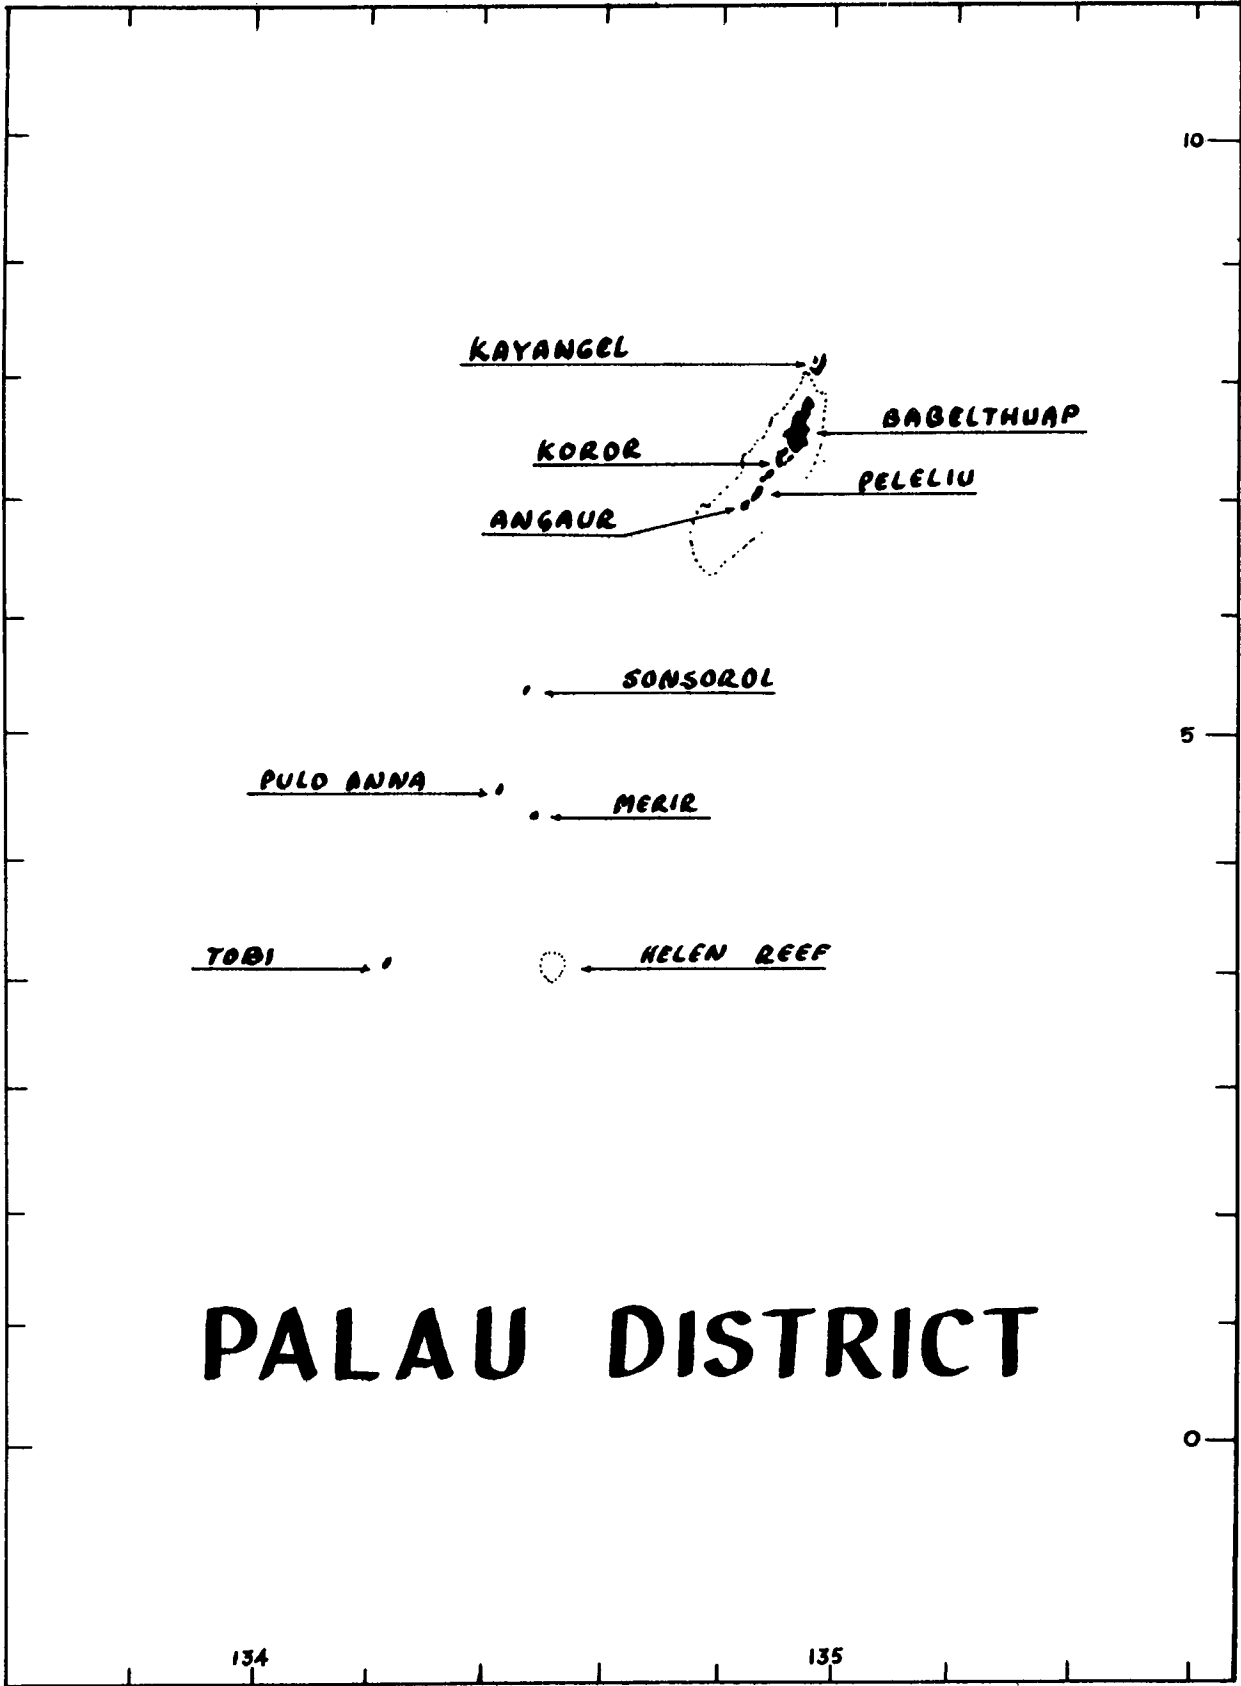 10
KAYANGEL
BABELTHUAP
KOROR
PELELIU
ANGAUR
SONSOROL
5
PULO ANNA
MERIR
TOBI
HELEN REEF
PALAU DISTRICT
0
134
135